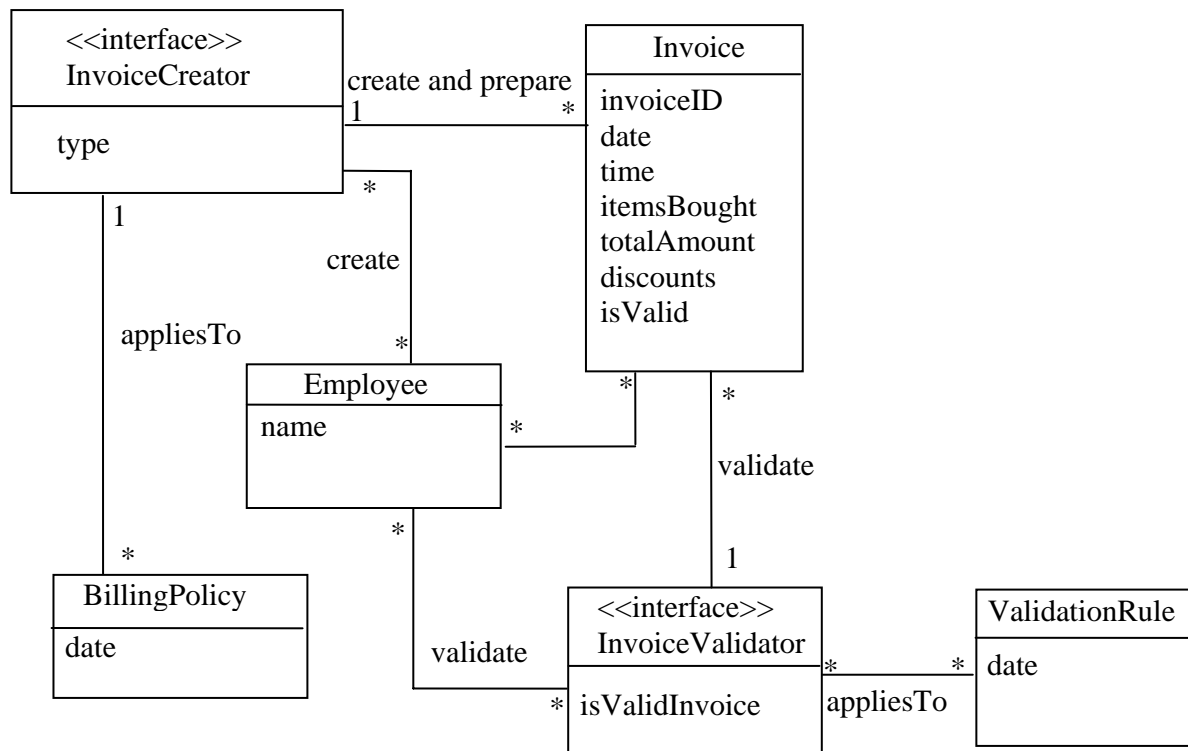 <<interface>>
InvoiceCreator
type
create and prepare
1
*
Invoice
invoiceID
date
time
itemsBought
totalAmount
discounts
isValid
*
1
create
appliesTo
*
Employee
name
*
*
*
validate
*
*
1
BillingPolicy
date
validate
*
<<interface>>
InvoiceValidator
isValidInvoice
*
*
appliesTo
ValidationRule
date